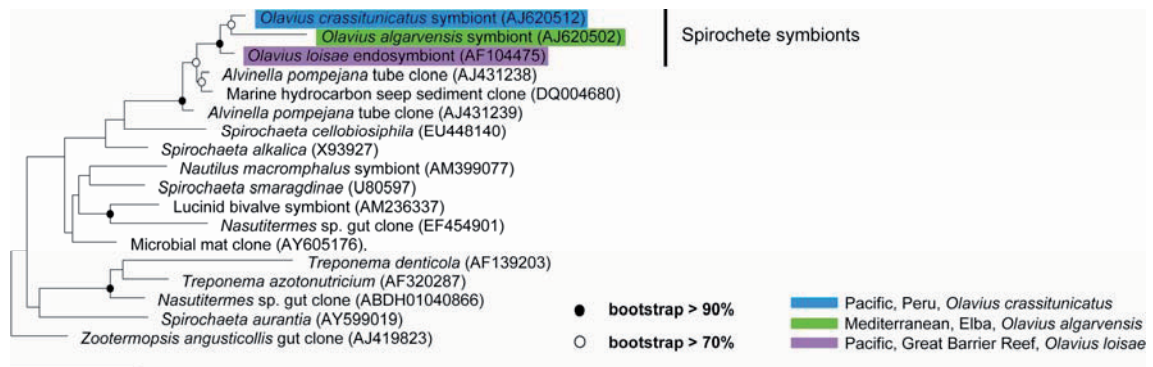 Olavius crassitunicatus symbiont (AJ620512)
Olavius algarvensis symbiont (AJ620502)
Spirochete symbionts
Olavius loisae endosymbiont (AF104475)
Alvinella pompejana tube clone (AJ431238)
Marine hydrocarbon seep sediment clone (DQ004680)
Alvinella pompejana tube clone (AJ431239)
Spirochaeta cellobiosiphila (EU448140)
Spirochaeta alkalica (X93927)
Nautilus macromphalus symbiont (AM399077)
Spirochaeta smaragdinae (U80597)
Lucinid bivalve symbiont (AM236337)
Nasutitermes sp. gut clone (EF454901)
Microbial mat clone (AY605176).
Treponema denticola (AF139203)
Treponema azotonutricium (AF320287)
Nasutitermes sp. gut clone (ABDH01040866)
Spirochaeta aurantia (AY599019)
Zootermopsis angusticollis gut clone (AJ419823)
bootstrap > 90%
bootstrap > 70%
Pacific, Peru, Olavius crassitunicatus
Mediterranean, Elba, Olavius algarvensis
Pacific, Great Barrier Reef, Olavius loisae